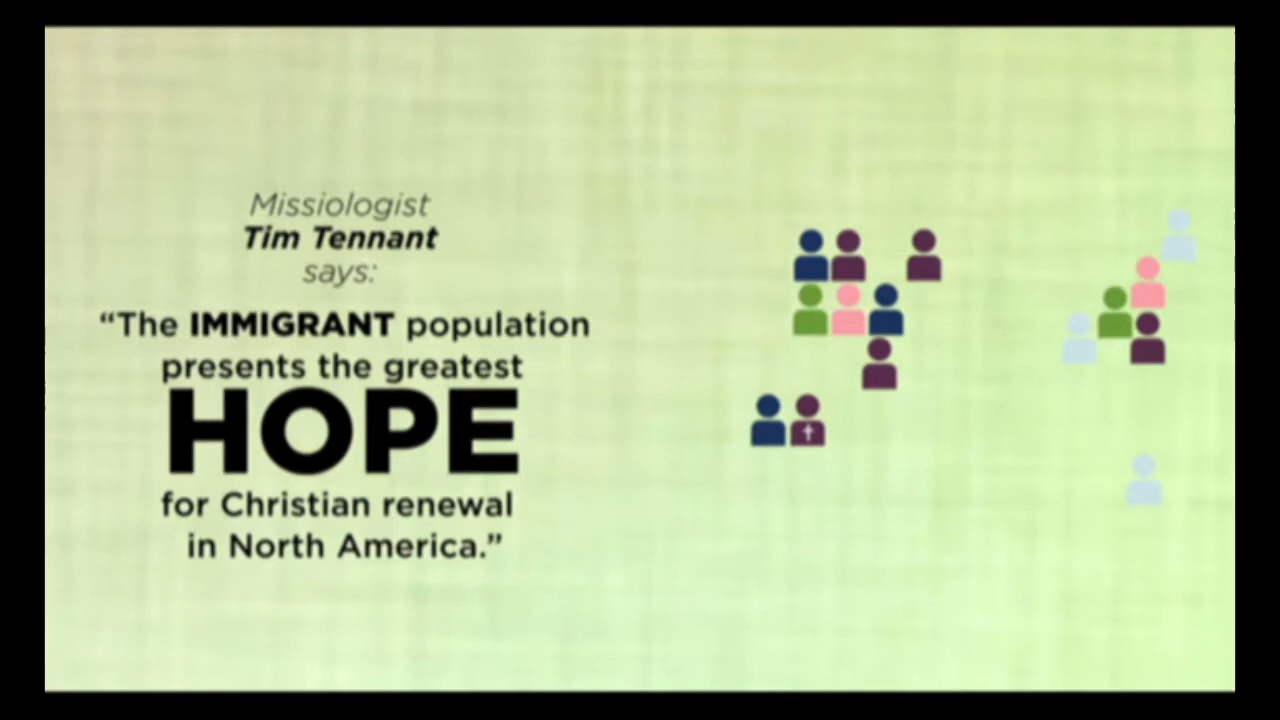 Missiologist
Tim Tennant
says:
“The IMMIGRANT population
presents the greatest
HOPE
for Christian renewal
in North America.”